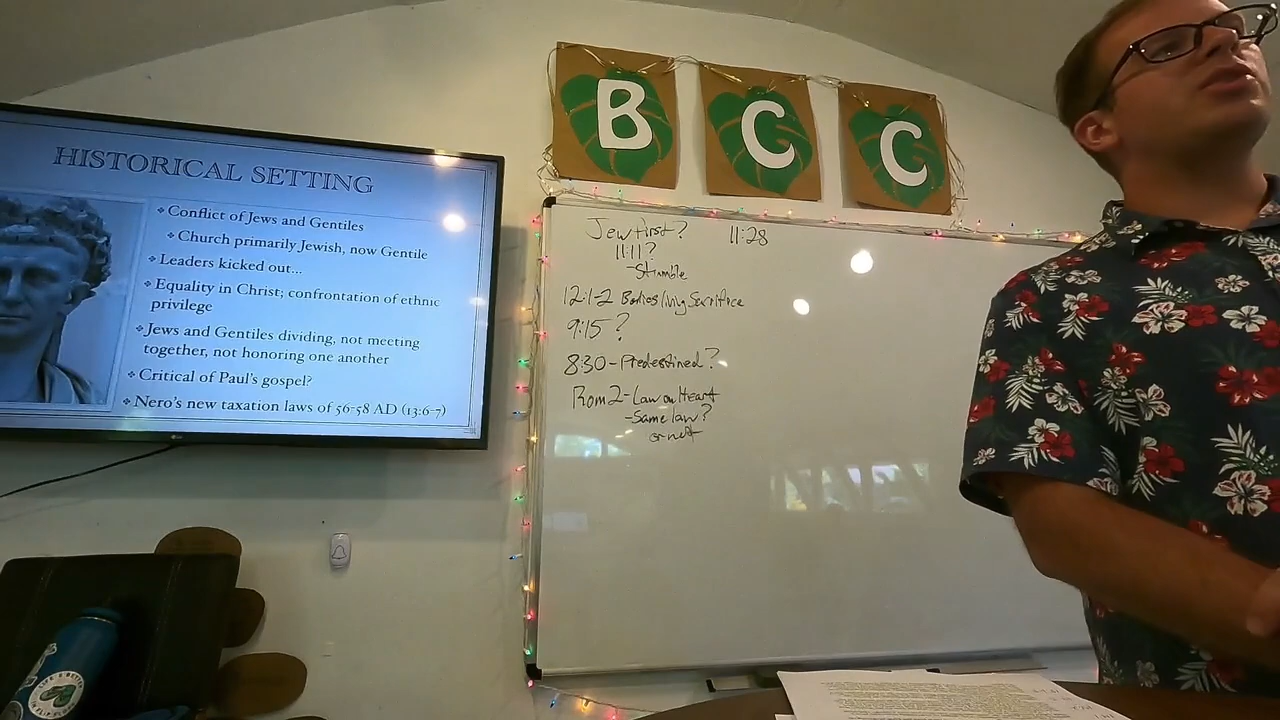 HISTORICAL SETTING
❖Conflict of Jews and Gentiles
❖Church primarily Jewish, now Gentile
❖Leaders kicked out...
❖Equality in Christ; confrontation of ethnic
privilege
❖Jews and Gentiles dividing, not meeting
together, not honoring one another
❖Critical of Paul's gospel?
❖Nero's new taxation laws of 56-58 AD (13:6-7)
B C C
Jew first? 11:28
11:11?
-Stumble
12:1-2 Bodies living Sacrifice
9:15?
8:30-Predestined?
Rom 2-Law on Heart
-Same law?
or not